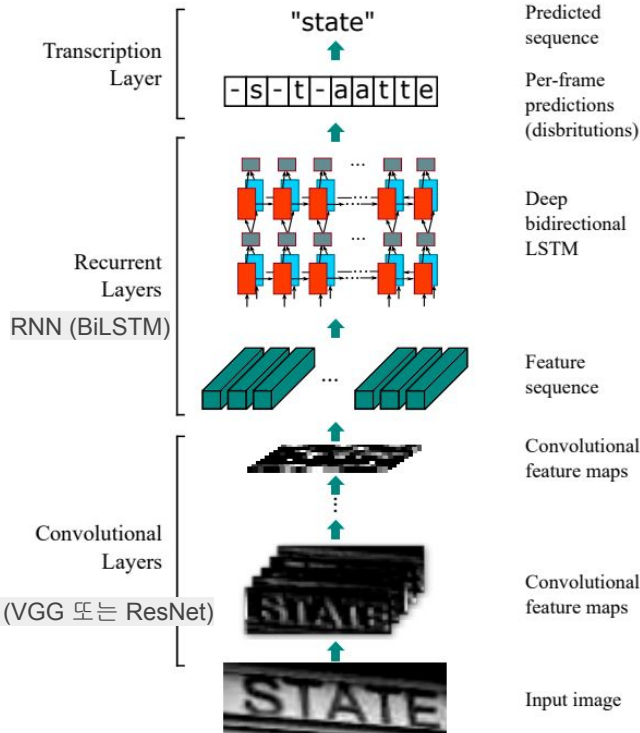 "state"
Predicted
sequence
Transcription
Layer
-s-t-aatte
Per-frame
predictions
(disbritutions)
...
Deep
bidirectional
LSTM
...
Recurrent
Layers
RNN (BiLSTM)
...
Feature
sequence
Convolutional
feature maps
Convolutional
Layers
(VGG 또는 ResNet)
STATE
Convolutional
feature maps
STATE
Input image